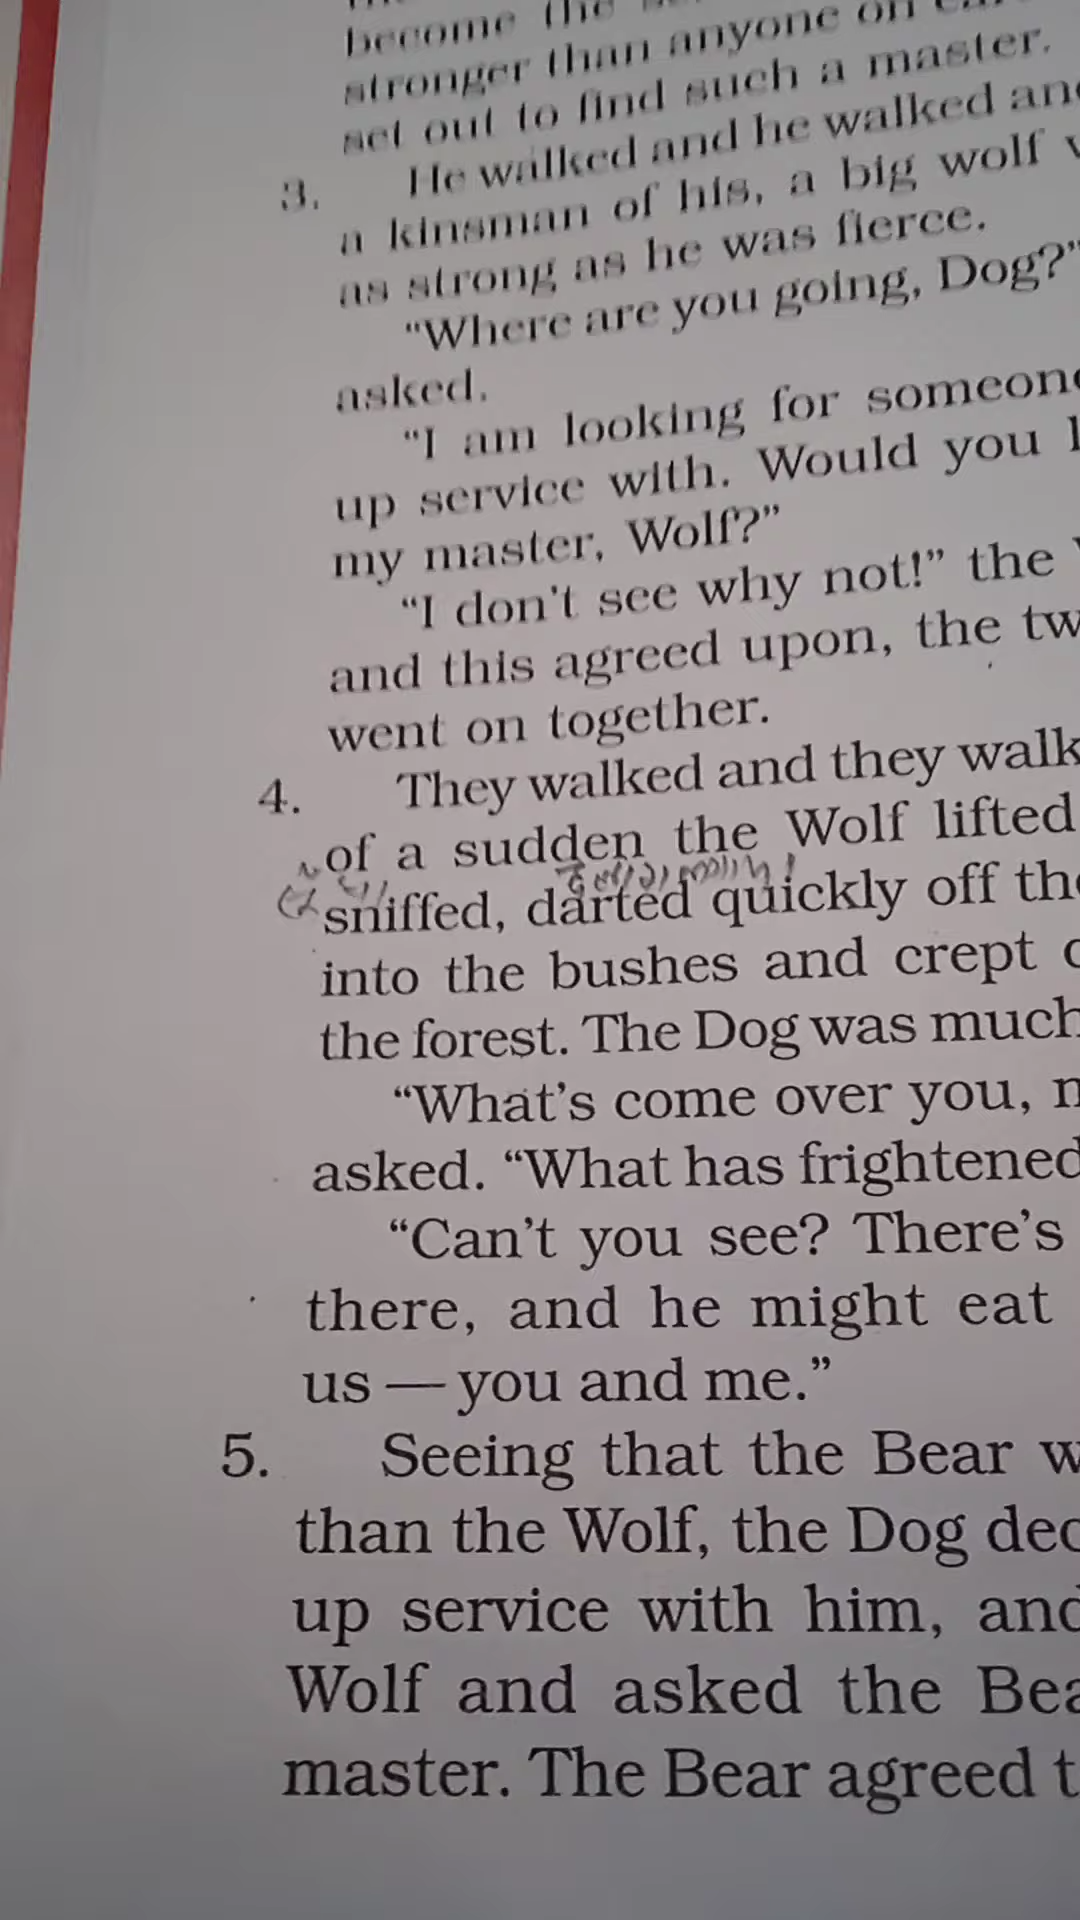 become the
stronger than anyone on
set out to find such a master.
3. He walked and he walked and
a kinsman of his, a big wolf
as strong as he was fierce.
"Where are you going, Dog?"
asked.
"I am looking for someone
up service with. Would you
my master, Wolf?"
"I don't see why not!" the
and this agreed upon, the tw
went on together.
4. They walked and they walk
of a sudden the Wolf lifted
sniffed, darted quickly off the
into the bushes and crept
the forest. The Dog was much
"What's come over you,
asked. "What has frightened
"Can't you see? There's
there, and he might eat
us — you and me."
5. Seeing that the Bear w
than the Wolf, the Dog dec
up service with him, and
Wolf and asked the Bea
master. The Bear agreed t